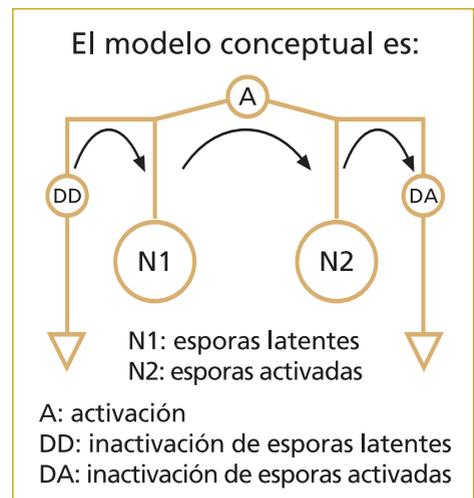 El modelo conceptual es:
A
DD
DA
N1
N2
N1: esporas latentes
N2: esporas activadas
A: activación
DD: inactivación de esporas latentes
DA: inactivación de esporas activadas